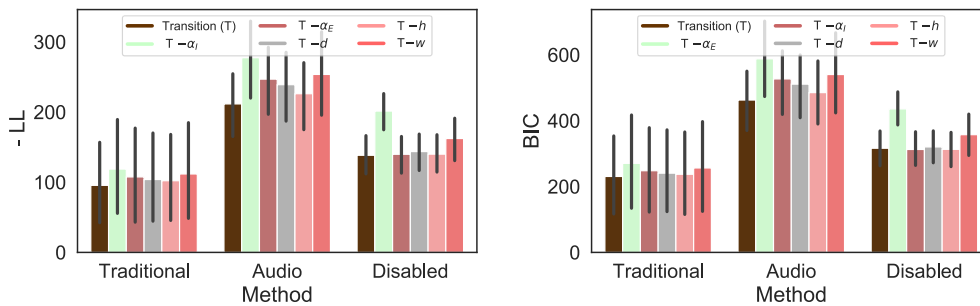 Transition (T)
T −α_I
T −α_E
T −d
T −h
T −w
300
200
100
0
- LL
Traditional
Audio
Disabled
Method
Transition (T)
T −α_E
T −α_I
T −d
T −h
T −w
600
400
200
0
BIC
Traditional
Audio
Disabled
Method